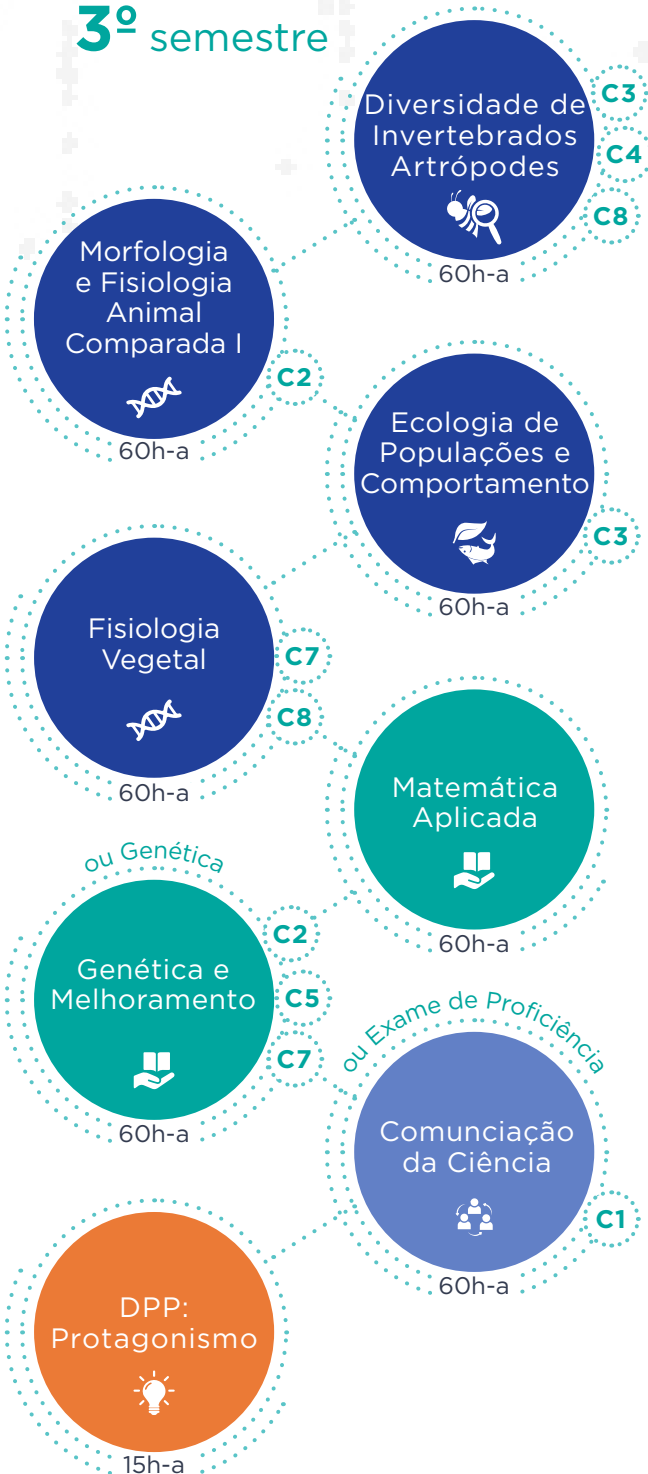 3º semestre
Diversidade de
Invertebrados
Artrópodes
C3
C4
C8
60h-a
Morfologia
e Fisiologia
Animal
Comparada I
C2
60h-a
Ecologia de
Populações e
Comportamento
C3
60h-a
Fisiologia
Vegetal
C7
C8
60h-a
Matemática
Aplicada
60h-a
ou Genética
Genética e
Melhoramento
C2
C5
C7
60h-a
ou Exame de Proficiência
Comunciação
da Ciência
C1
60h-a
DPP:
Protagonismo
15h-a